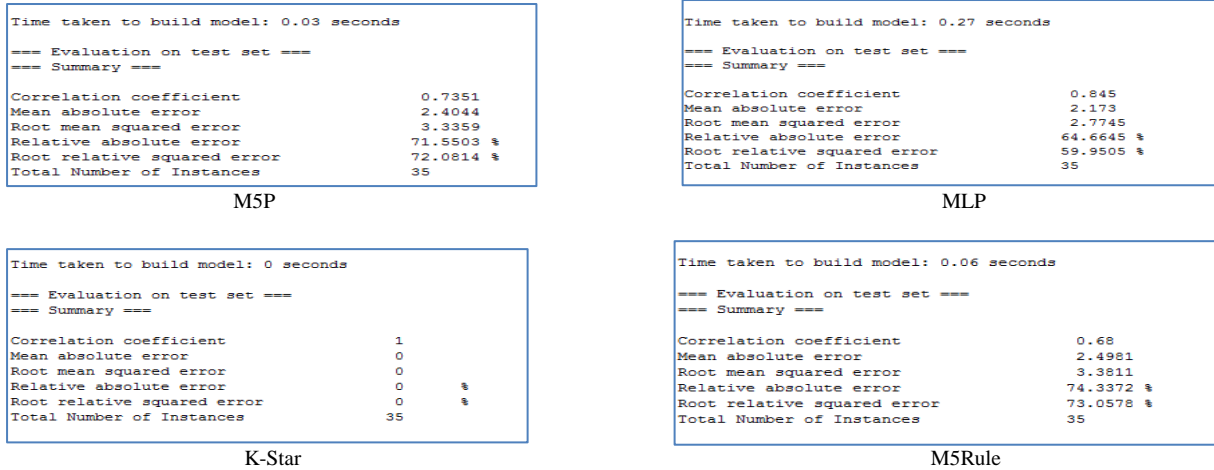 Time taken to build model: 0.03 seconds
=== Evaluation on test set ===
=== Summary ===
Correlation coefficient 0.7351
Mean absolute error 2.4044
Root mean squared error 3.3359
Relative absolute error 71.5503 %
Root relative squared error 72.0814 %
Total Number of Instances 35
M5P
Time taken to build model: 0.27 seconds
=== Evaluation on test set ===
=== Summary ===
Correlation coefficient 0.845
Mean absolute error 2.173
Root mean squared error 2.7745
Relative absolute error 64.6645 %
Root relative squared error 59.9505 %
Total Number of Instances 35
MLP
Time taken to build model: 0 seconds
=== Evaluation on test set ===
=== Summary ===
Correlation coefficient 1
Mean absolute error 0
Root mean squared error 0
Relative absolute error 0 %
Root relative squared error 0 %
Total Number of Instances 35
K-Star
Time taken to build model: 0.06 seconds
=== Evaluation on test set ===
=== Summary ===
Correlation coefficient 0.68
Mean absolute error 2.4981
Root mean squared error 3.3811
Relative absolute error 74.3372 %
Root relative squared error 73.0578 %
Total Number of Instances 35
M5Rule